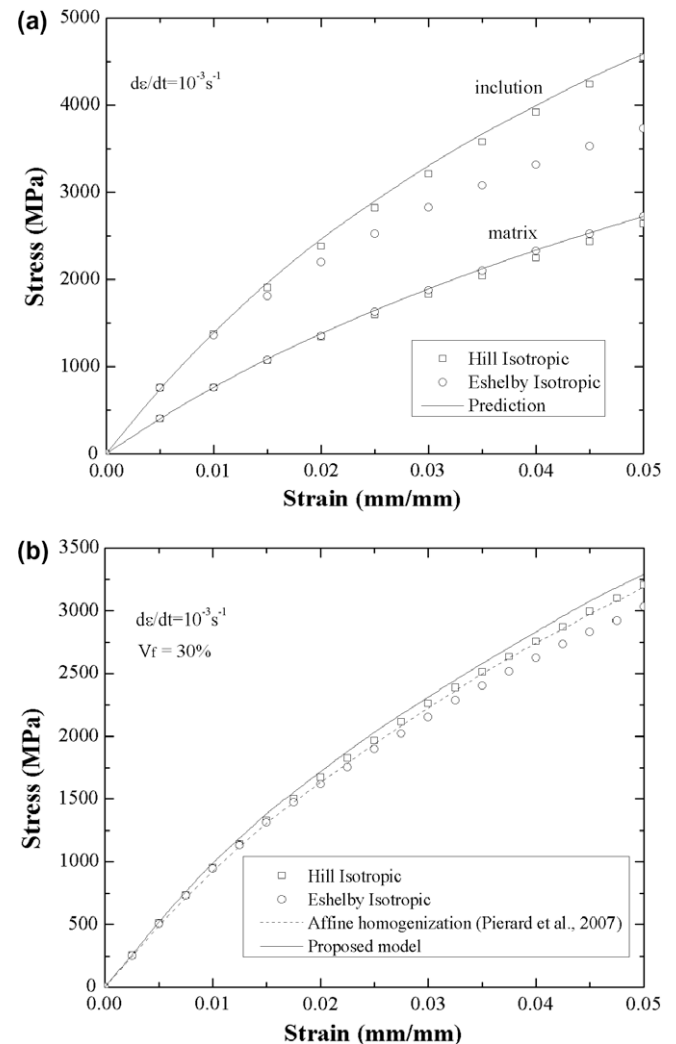 (a)
5000
4000
3000
2000
1000
0
Stress (MPa)
dε/dt=10⁻³s⁻¹
inclution
matrix
Hill Isotropic
Eshelby Isotropic
Prediction
0.00 0.01 0.02 0.03 0.04 0.05
Strain (mm/mm)
(b)
3500
3000
2500
2000
1500
1000
500
0
Stress (MPa)
dε/dt=10⁻³s⁻¹
Vf = 30%
Hill Isotropic
Eshelby Isotropic
Affine homogenization (Pierard et al., 2007)
Proposed model
0.00 0.01 0.02 0.03 0.04 0.05
Strain (mm/mm)